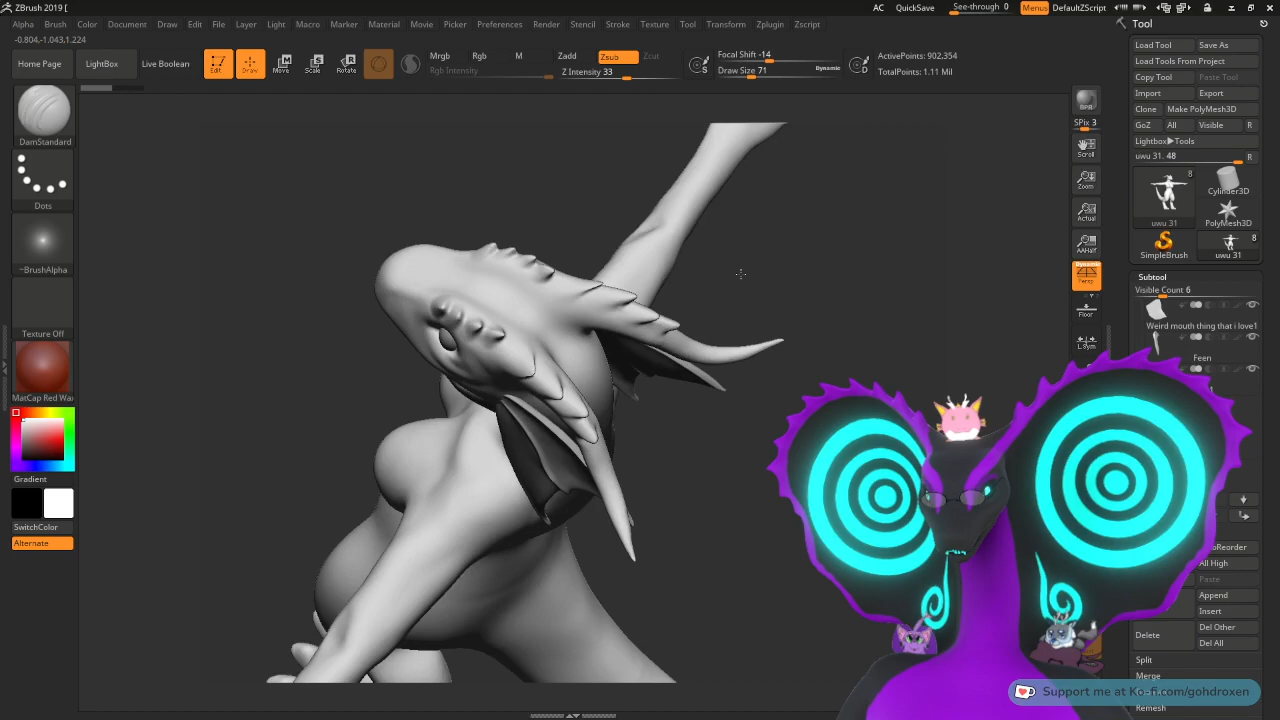 ZBrush 2019 [
AC
QuickSave
See-through 0
Menus
DefaultZScript
Alpha Brush Color Document Draw Edit File Layer Light Macro Marker Material Movie Picker Preferences Render Stencil Stroke Texture Tool Transform Zplugin Zscript
-0.804,-1.043,1.224
Home Page
LightBox
Live Boolean
Edit
Draw
Move
Scale
Rotate
Mrgb Rgb M
Rgb Intensity
Zadd Zsub Zcut
Z Intensity 33
Focal Shift -14
Draw Size 71
Dynamic
ActivePoints: 902,354
TotalPoints: 1.11 Mil
DamStandard
Dots
~BrushAlpha
Texture Off
MatCap Red Wax
Gradient
SwitchColor
Alternate
BPR
SPix 3
Scroll
Zoom
Actual
AAHalf
Dynamic
Persp
Floor
L.Sym
Tool
Load Tool Save As
Load Tools From Project
Copy Tool Paste Tool
Import Export
Clone Make PolyMesh3D
GoZ All Visible R
Lightbox▶Tools
uwu 31. 48 R
8
uwu 31
Cylinder3D
PolyMesh3D
SimpleBrush
8
uwu 31
Subtool
Visible Count 6
Weird mouth thing that i love1
Feen
oReorder
All High
Paste
Append
Insert
Delete
Del Other
Del All
Split
Merge
Remesh
Support me at Ko-fi.com/gohdroxen